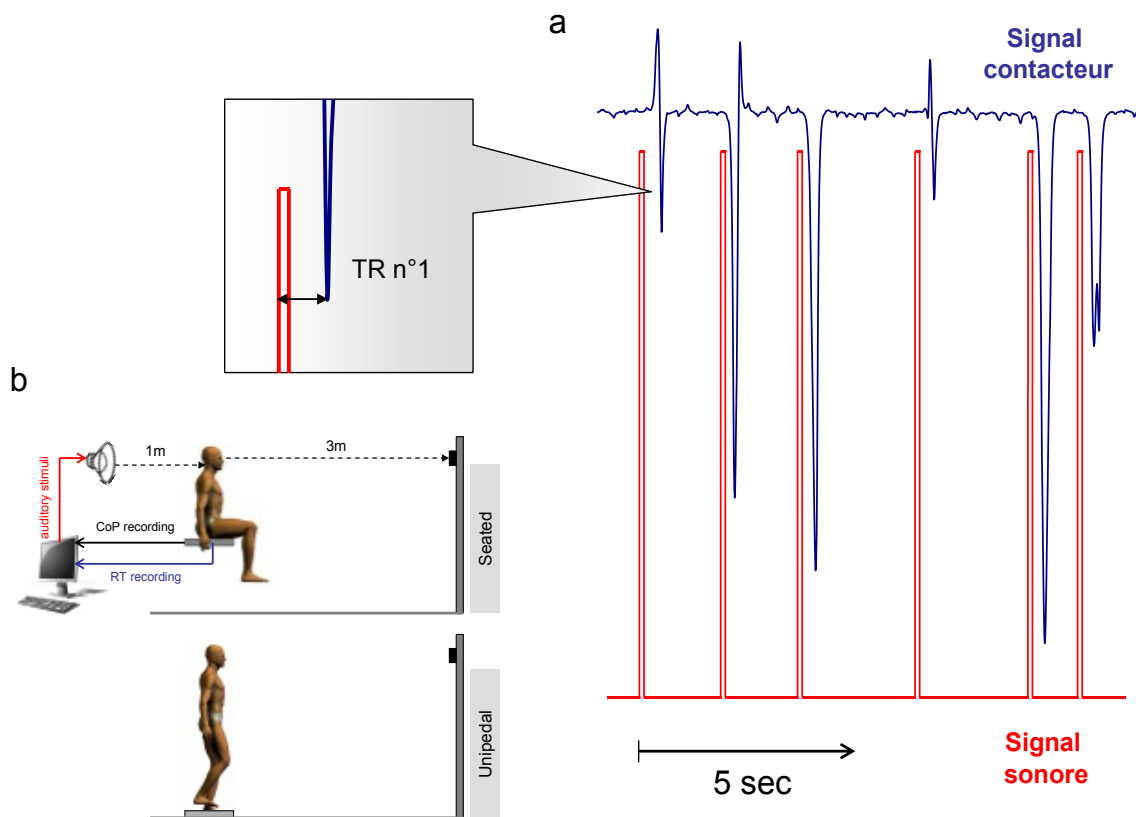 a
Signal
contacteur
TR n°1
b
1m
3m
auditory stimuli
CoP recording
RT recording
Seated
Unipedal
5 sec
Signal
sonore